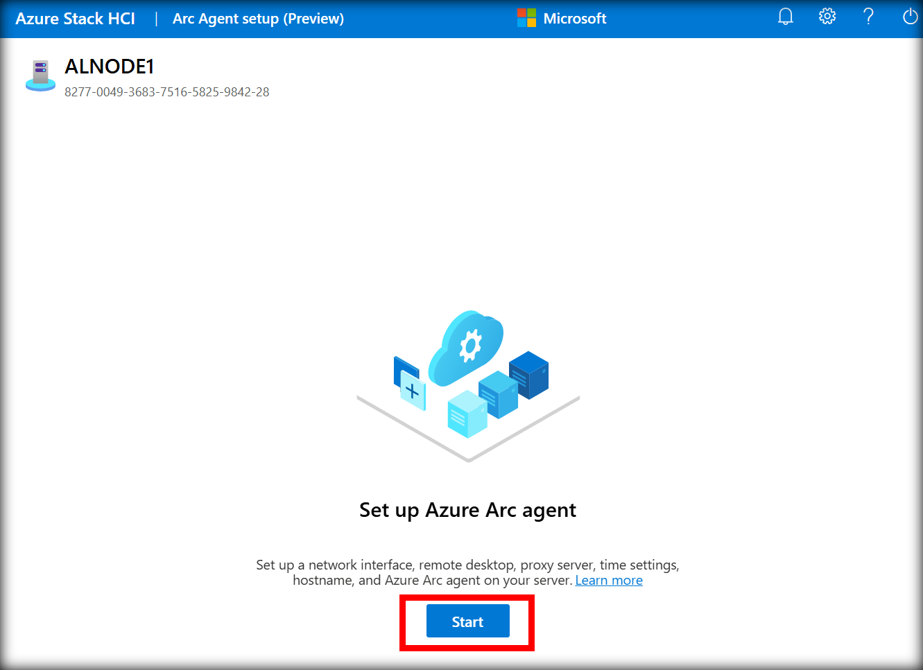 Azure Stack HCI | Arc Agent setup (Preview) Microsoft
ALNODE1
8277-0049-3683-7516-5825-9842-28
Set up Azure Arc agent
Set up a network interface, remote desktop, proxy server, time settings,
hostname, and Azure Arc agent on your server. Learn more
Start